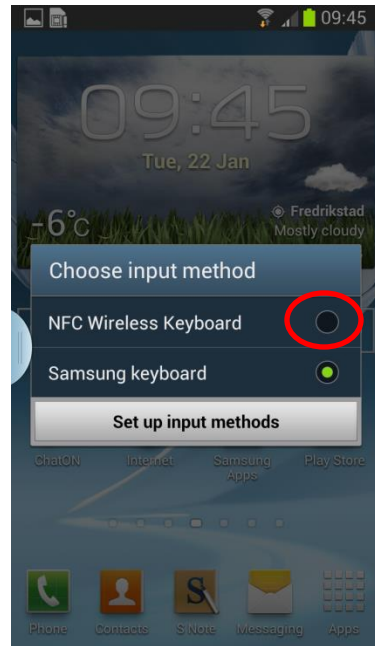 09:45
09:45
Tue, 22 Jan
-6°C
Fredrikstad
Mostly cloudy
Choose input method
NFC Wireless Keyboard
Samsung keyboard
Set up input methods
ChatON Internet Samsung Apps Play Store
S
Phone Contacts S Note Messaging Apps